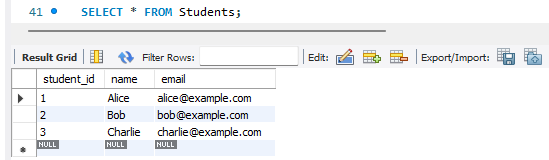 41 SELECT * FROM Students;
Result Grid Filter Rows: Edit: Export/Import:
student_id name email
1 Alice alice@example.com
2 Bob bob@example.com
3 Charlie charlie@example.com
NULL NULL NULL